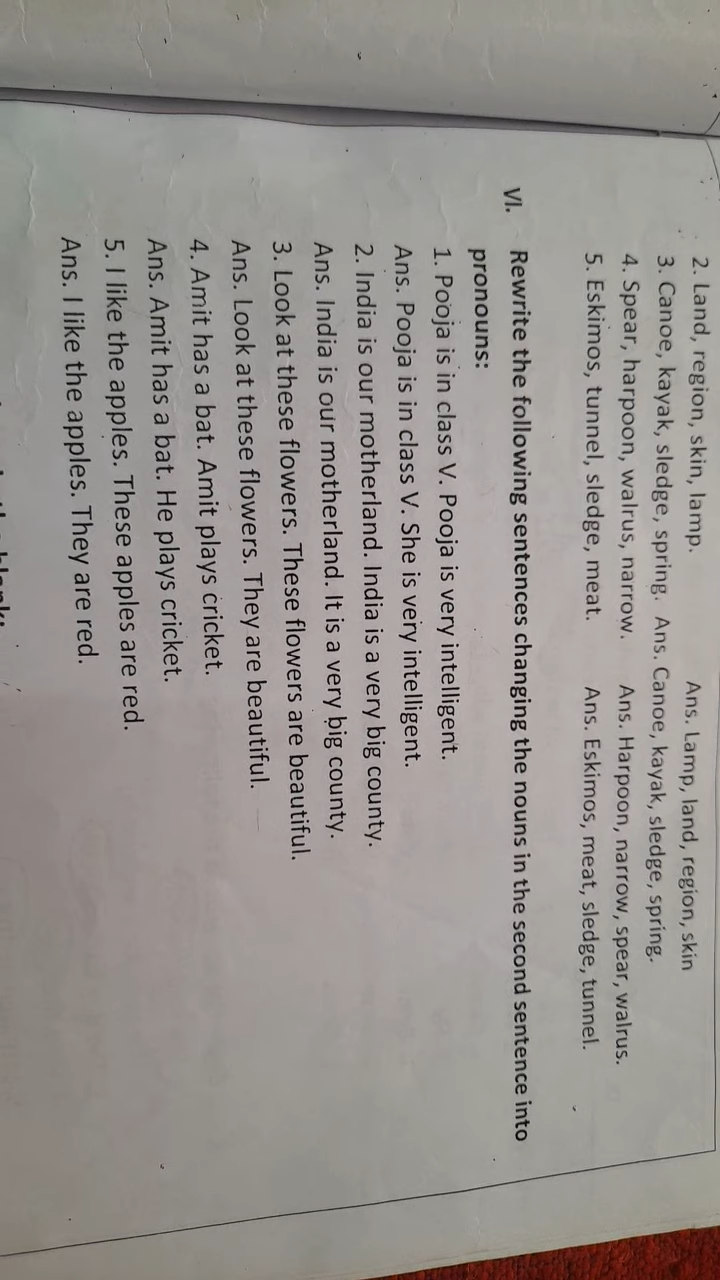 2. Land, region, skin, lamp. Ans. Lamp, land, region, skin
3. Canoe, kayak, sledge, spring. Ans. Canoe, kayak, sledge, spring.
4. Spear, harpoon, walrus, narrow. Ans. Harpoon, narrow, spear, walrus.
5. Eskimos, tunnel, sledge, meat. Ans. Eskimos, meat, sledge, tunnel.
VI. Rewrite the following sentences changing the nouns in the second sentence into
pronouns:
1. Pooja is in class V. Pooja is very intelligent.
Ans. Pooja is in class V. She is very intelligent.
2. India is our motherland. India is a very big county.
Ans. India is our motherland. It is a very big county.
3. Look at these flowers. These flowers are beautiful.
Ans. Look at these flowers. They are beautiful.
4. Amit has a bat. Amit plays cricket.
Ans. Amit has a bat. He plays cricket.
5. I like the apples. These apples are red.
Ans. I like the apples. They are red.